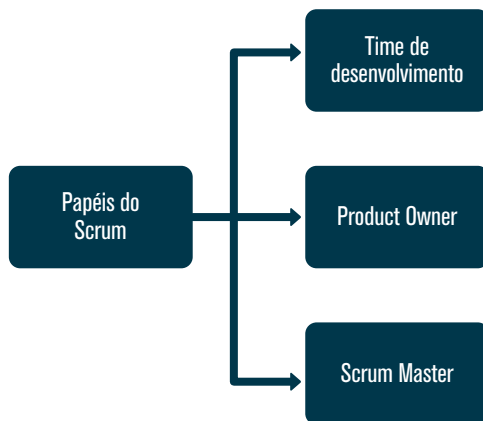 Time de
desenvolvimento
Papéis do
Scrum
Product Owner
Scrum Master